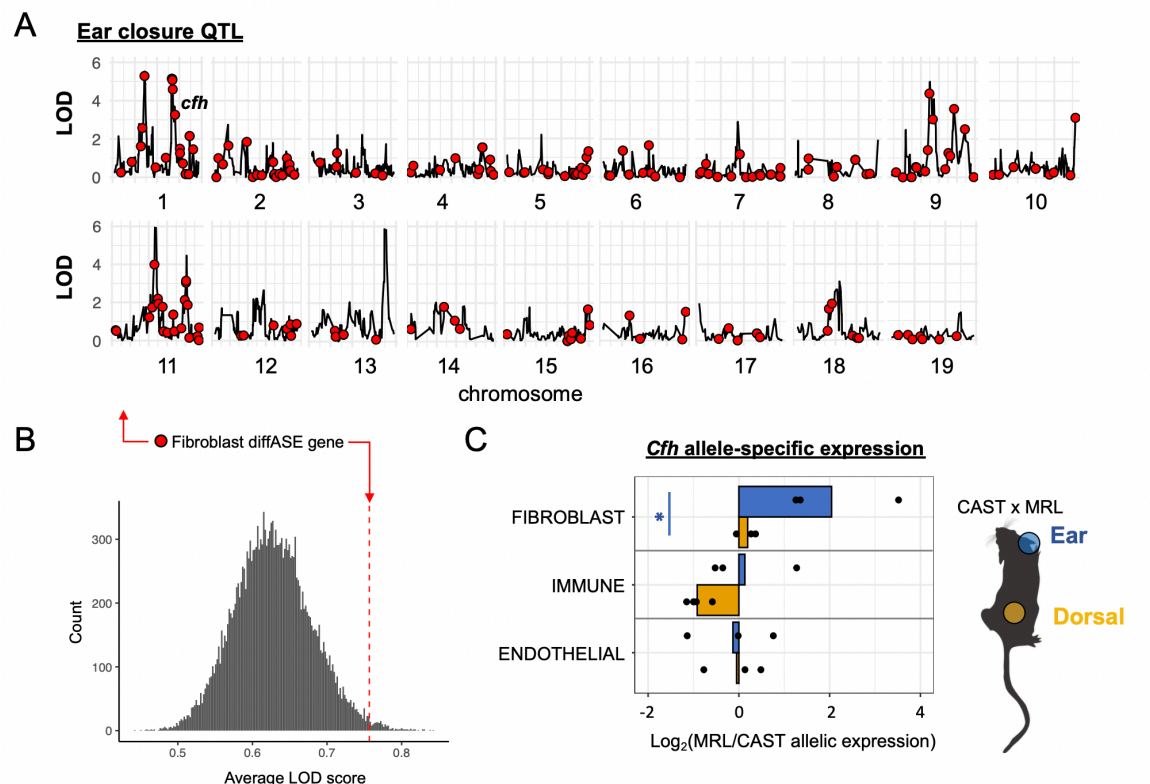 A
Ear closure QTL
LOD
6
4
2
0
cfh
1 2 3 4 5 6 7 8 9 10
LOD
6
4
2
0
11 12 13 14 15 16 17 18 19
chromosome
B
Fibroblast diffASE gene
Count
300
200
100
0
0.5 0.6 0.7 0.8
Average LOD score
C
Cfh allele-specific expression
FIBROBLAST
*
IMMUNE
ENDOTHELIAL
-2 0 2 4
Log₂(MRL/CAST allelic expression)
CAST x MRL
Ear
Dorsal